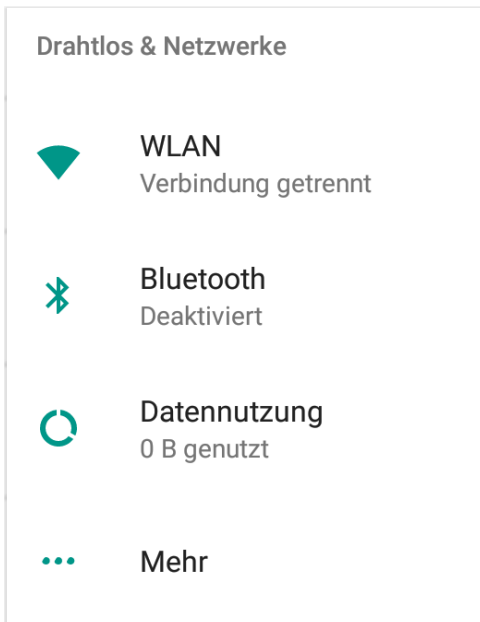 Drahtlos & Netzwerke
WLAN
Verbindung getrennt
Bluetooth
Deaktiviert
Datennutzung
0 B genutzt
Mehr